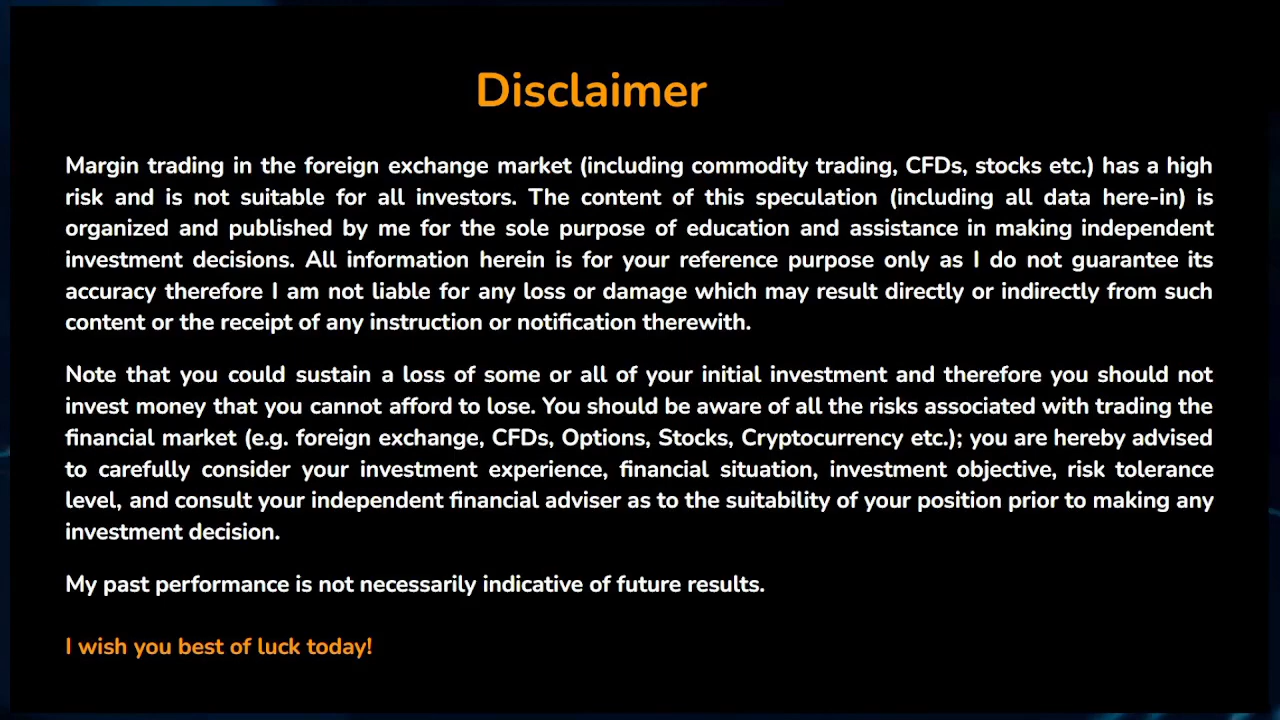 Disclaimer
Margin trading in the foreign exchange market (including commodity trading, CFDs, stocks etc.) has a high
risk and is not suitable for all investors. The content of this speculation (including all data here-in) is
organized and published by me for the sole purpose of education and assistance in making independent
investment decisions. All information herein is for your reference purpose only as I do not guarantee its
accuracy therefore I am not liable for any loss or damage which may result directly or indirectly from such
content or the receipt of any instruction or notification therewith.
Note that you could sustain a loss of some or all of your initial investment and therefore you should not
invest money that you cannot afford to lose. You should be aware of all the risks associated with trading the
financial market (e.g. foreign exchange, CFDs, Options, Stocks, Cryptocurrency etc.); you are hereby advised
to carefully consider your investment experience, financial situation, investment objective, risk tolerance
level, and consult your independent financial adviser as to the suitability of your position prior to making any
investment decision.
My past performance is not necessarily indicative of future results.
I wish you best of luck today!